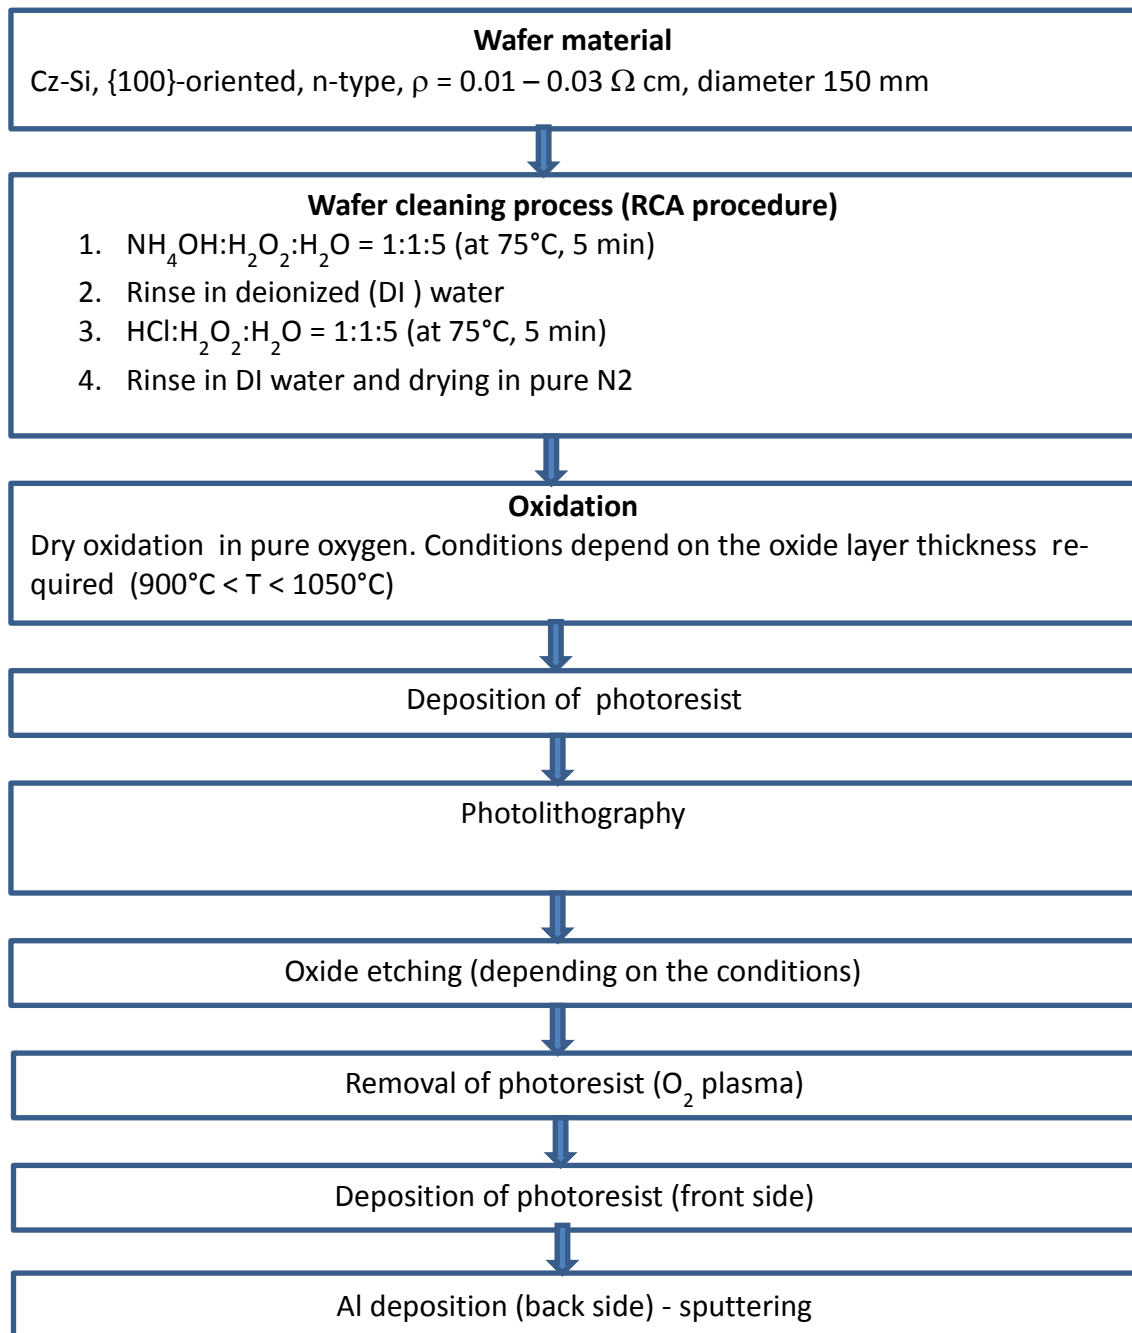 Wafer material
Cz-Si, {100}-oriented, n-type, ρ = 0.01 – 0.03 Ω cm, diameter 150 mm
Wafer cleaning process (RCA procedure)
1. NH₄OH:H₂O₂:H₂O = 1:1:5 (at 75°C, 5 min)
2. Rinse in deionized (DI ) water
3. HCl:H₂O₂:H₂O = 1:1:5 (at 75°C, 5 min)
4. Rinse in DI water and drying in pure N2
Oxidation
Dry oxidation in pure oxygen. Conditions depend on the oxide layer thickness re-
quired (900°C < T < 1050°C)
Deposition of photoresist
Photolithography
Oxide etching (depending on the conditions)
Removal of photoresist (O₂ plasma)
Deposition of photoresist (front side)
Al deposition (back side) - sputtering